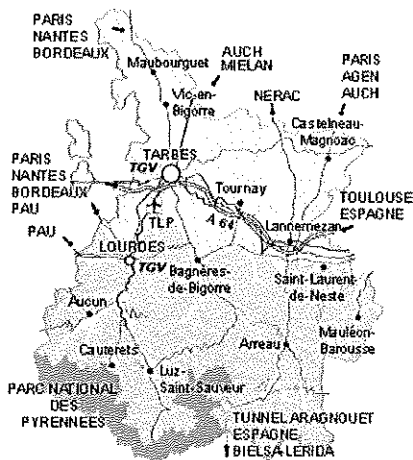 PARIS
NANTES
BORDEAUX
Maubourguet
AUCH
MIELAN
PARIS
AGEN
AUCH
Vic-en-
Bigorre
NERAC
Castelneau-
Magnoac
TARBES
TGV
PARIS
NANTES
BORDEAUX
PAU
Tournay
TOULOUSE
ESPAGNE
TLP
A 64
Lannemezan
PAU
LOURDES
TGV
Bagnères-
de-Bigorre
Saint-Laurent-
de-Neste
Aucun
Mauléon-
Barousse
Arreau
Cauterets
Luz-
Saint-Sauveur
PARC NATIONAL
DES
PYRENNEES
TUNNEL ARAGNOUET
ESPAGNE
BIELSA LERIDA